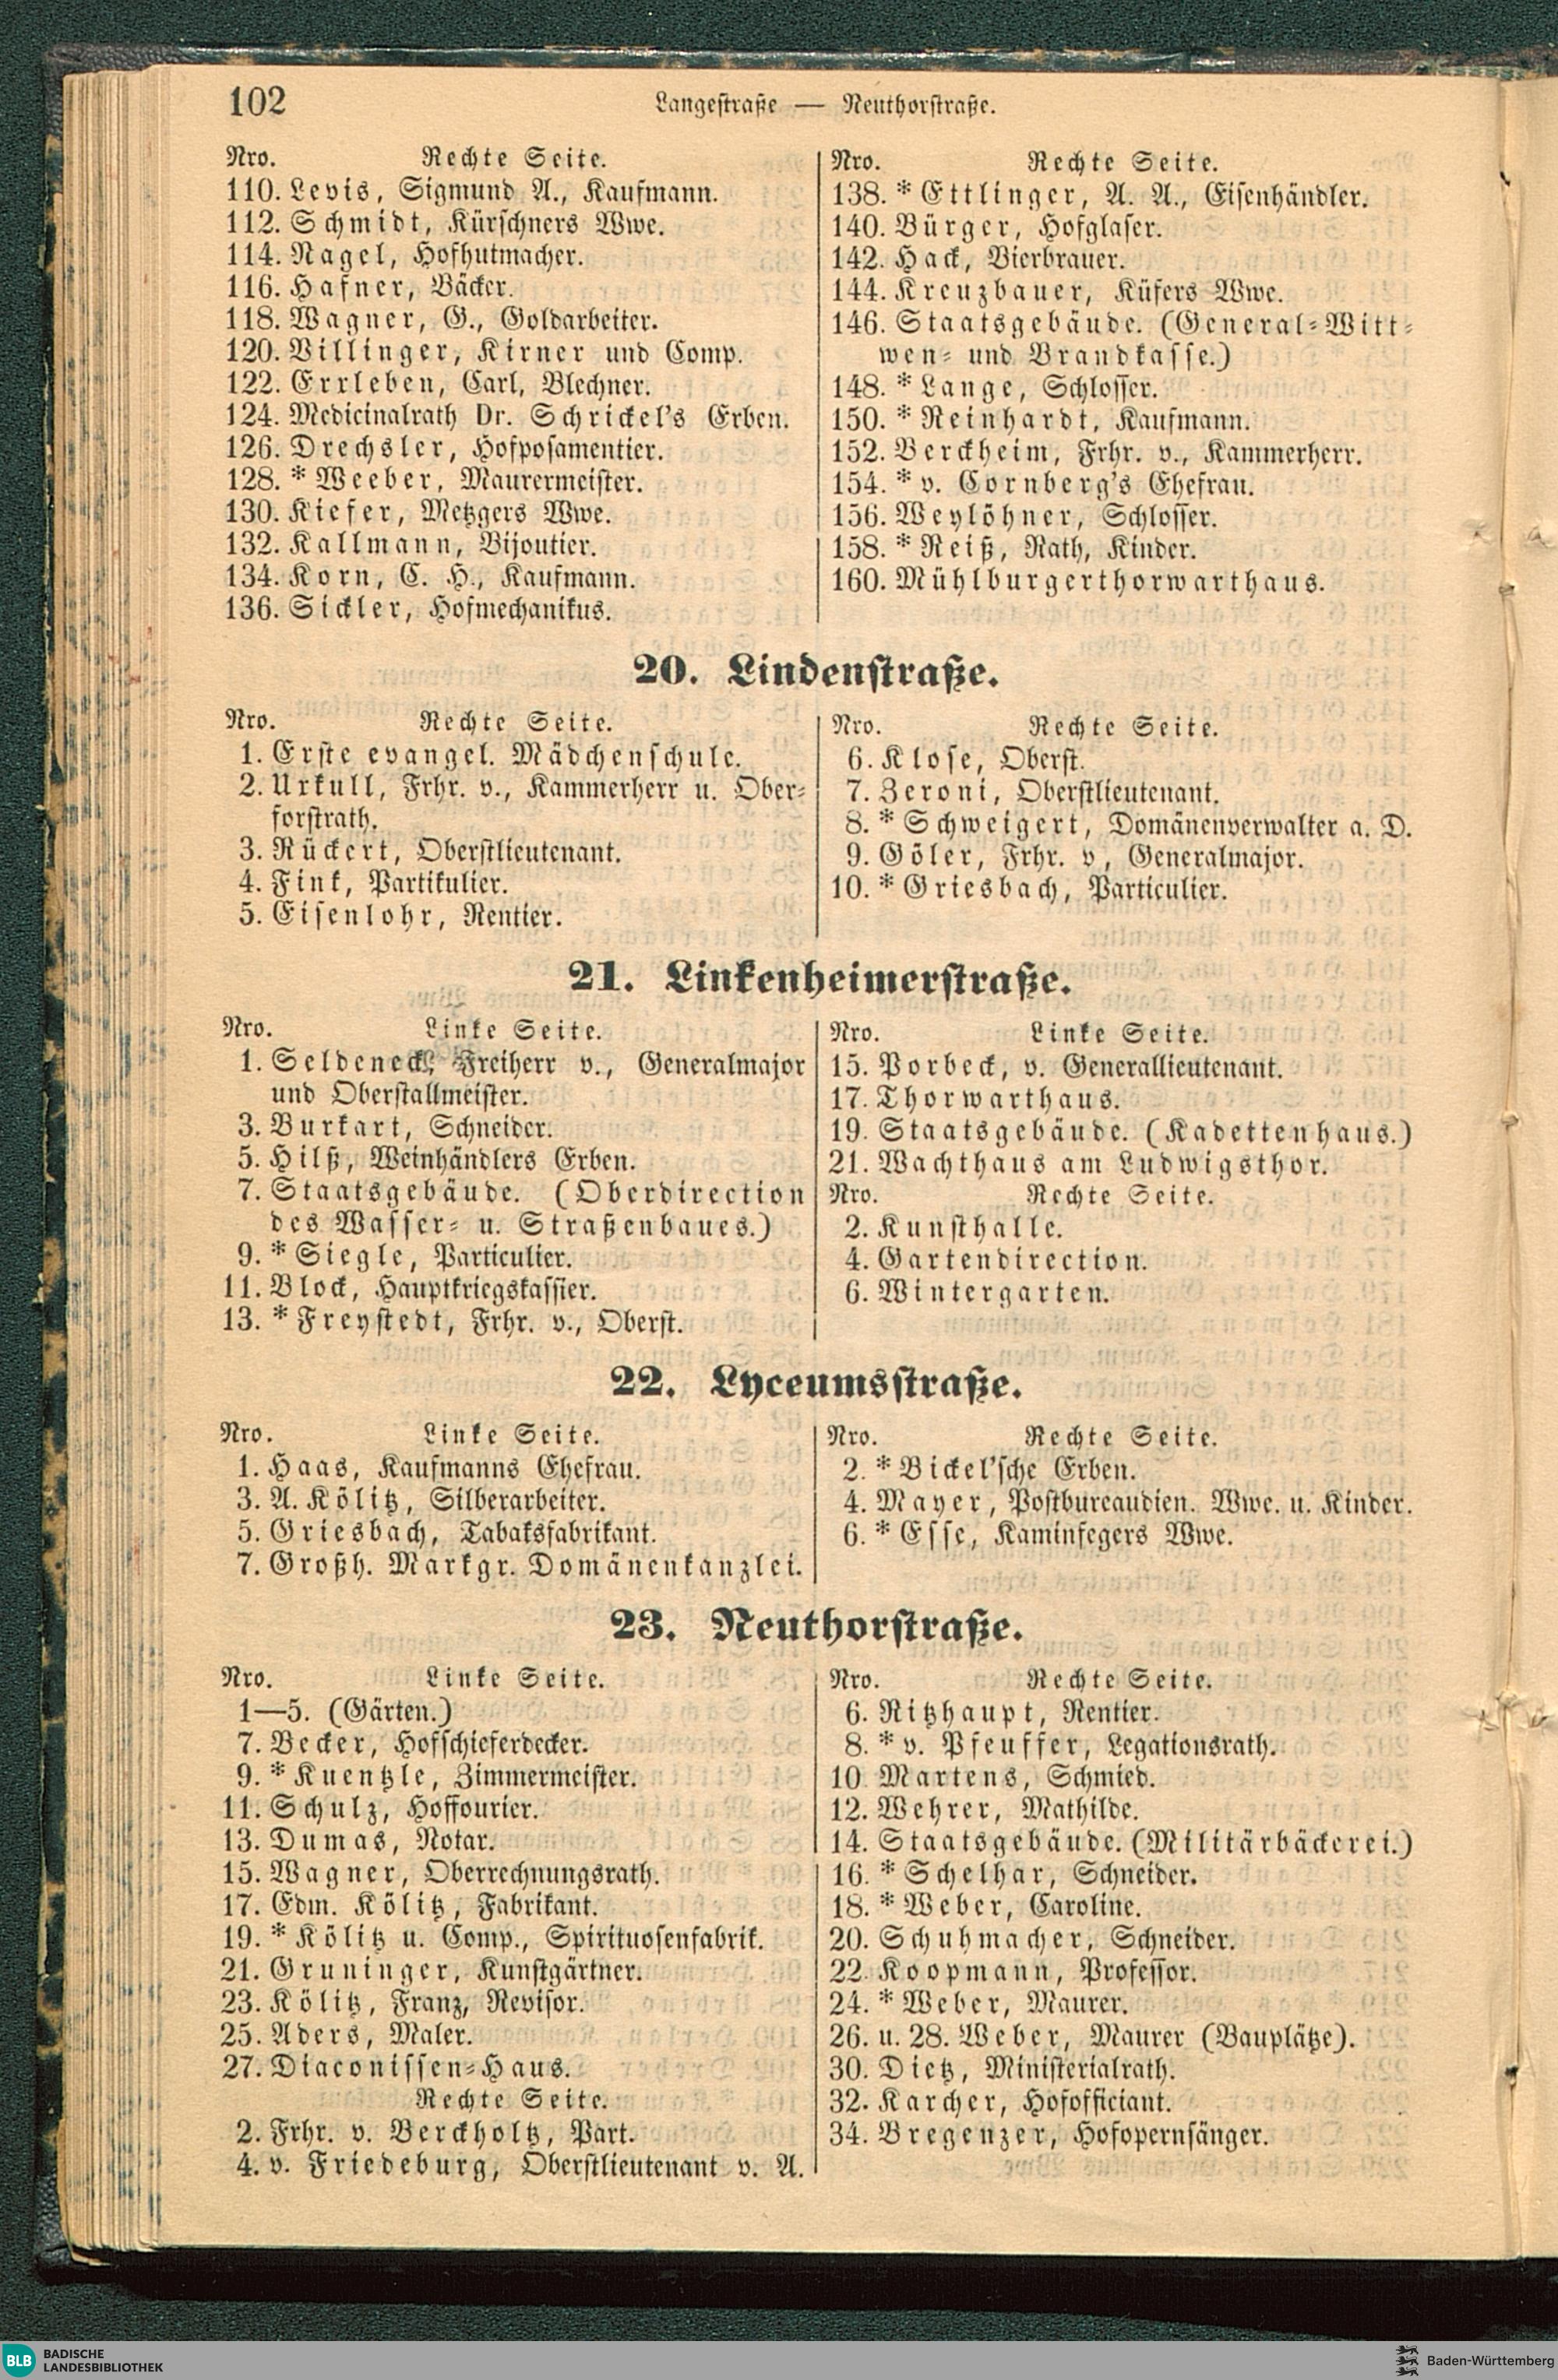 102
Langestraße — Neuthorstraße.
Nro. Rechte Seite.
110. Levis, Sigmund A., Kaufmann.
112. Schmidt, Kürschners Wwe.
114. Nagel, Hofhutmacher.
116. Hafner, Bäcker.
118. Wagner, G., Goldarbeiter.
120. Villinger, Kirner und Comp.
122. Errleben, Carl, Blechner.
124. Medicinalrath Dr. Schrickel's Erben.
126. Drechsler, Hofposamentier.
128. * Weeber, Maurermeister.
130. Kiefer, Metzgers Wwe.
132. Kallmann, Bijoutier.
134. Korn, C. H., Kaufmann.
136. Sickler, Hofmechanikus.
Nro. Rechte Seite.
138. * Ettlinger, A. A., Eisenhändler.
140. Bürger, Hofglaser.
142. Hack, Bierbrauer.
144. Kreuzbauer, Küfers Wwe.
146. Staatsgebäude. (General-Witt-
wen- und Brandkasse.)
148. * Lange, Schlosser.
150. * Reinhardt, Kaufmann.
152. Berckheim, Frhr. v., Kammerherr.
154. * v. Cornberg's Ehefrau.
156. Weylöhner, Schlosser.
158. * Reiß, Rath, Kinder.
160. Mühlburgerthorwarthaus.
20. Lindenstraße.
Nro. Rechte Seite.
1. Erste evangel. Mädchenschule.
2. Urkull, Frhr. v., Kammerherr u. Ober-
forstrath.
3. Rückert, Oberstlieutenant.
4. Fink, Partikulier.
5. Eisenlohr, Rentier.
Nro. Rechte Seite.
6. Klose, Oberst.
7. Zeroni, Oberstlieutenant.
8. * Schweigert, Domänenverwalter a. D.
9. Göler, Frhr. v, Generalmajor.
10. * Griesbach, Particulier.
21. Linkenheimerstraße.
Nro. Linke Seite.
1. Seldeneck, Freiherr v., Generalmajor
und Oberstallmeister.
3. Burkart, Schneider.
5. Hilß, Weinhändlers Erben.
7. Staatsgebäude. (Oberdirection
des Wasser- u. Straßenbaues.)
9. * Siegle, Particulier.
11. Block, Hauptkriegskassier.
13. * Freystedt, Frhr. v., Oberst.
Nro. Linke Seite.
15. Porbeck, v. Generallieutenant.
17. Thorwarthaus.
19. Staatsgebäude. (Kadettenhaus.)
21. Wachthaus am Ludwigsthor.
Nro. Rechte Seite.
2. Kunsthalle.
4. Gartendirection.
6. Wintergarten.
22. Lyceumsstraße.
Nro. Linke Seite.
1. Haas, Kaufmanns Ehefrau.
3. A. Kölitz, Silberarbeiter.
5. Griesbach, Tabaksfabrikant.
7. Großh. Markgr. Domänenkanzlei.
Nro. Rechte Seite.
2. * Bickel'sche Erben.
4. Mayer, Postbureaudien. Wwe. u. Kinder.
6. * Esse, Kaminfegers Wwe.
23. Neuthorstraße.
Nro. Linke Seite.
1—5. (Gärten.)
7. Becker, Hofschieferdecker.
9. * Kuentzle, Zimmermeister.
11. Schulz, Hoffourier.
13. Dumas, Notar.
15. Wagner, Oberrechnungsrath.
17. Edm. Kölitz, Fabrikant.
19. * Kölitz u. Comp., Spirituosenfabrik.
21. Gruninger, Kunstgärtner.
23. Kölitz, Franz, Revisor.
25. Aders, Maler.
27. Diaconissen-Haus.
Rechte Seite.
2. Frhr. v. Berckholtz, Part.
4. v. Friedeburg, Oberstlieutenant v. A.
Nro. Rechte Seite.
6. Ritzhaupt, Rentier.
8. * v. Pfeuffer, Legationsrath.
10 Martens, Schmied.
12. Wehrer, Mathilde.
14. Staatsgebäude. (Militärbäckerei.)
16. * Schelhar, Schneider.
18. * Weber, Caroline.
20. Schuhmacher, Schneider.
22. Koopmann, Professor.
24. * Weber, Maurer.
26. u. 28. Weber, Maurer (Bauplätze).
30. Dietz, Ministerialrath.
32. Karcher, Hofofficiant.
34. Bregenzer, Hofopernsänger.
BLB BADISCHE
LANDESBIBLIOTHEK
Baden-Württemberg